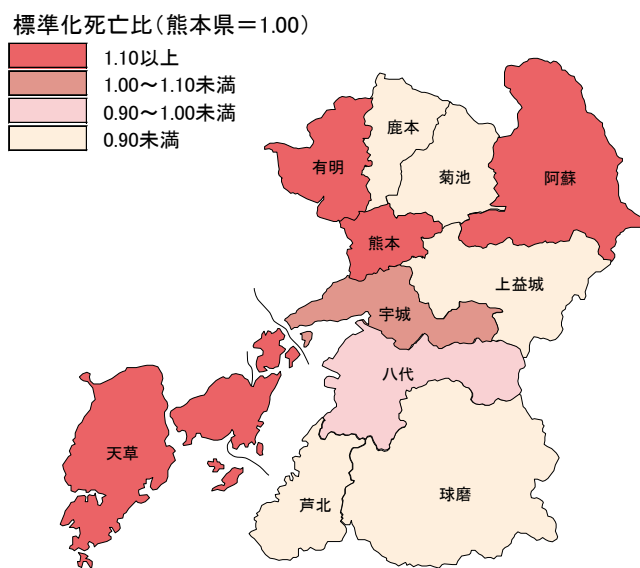 標準化死亡比(熊本県＝1.00)
1.10以上
1.00～1.10未満
0.90～1.00未満
0.90未満
鹿本
有明
菊池
阿蘇
熊本
上益城
宇城
八代
天草
芦北
球磨